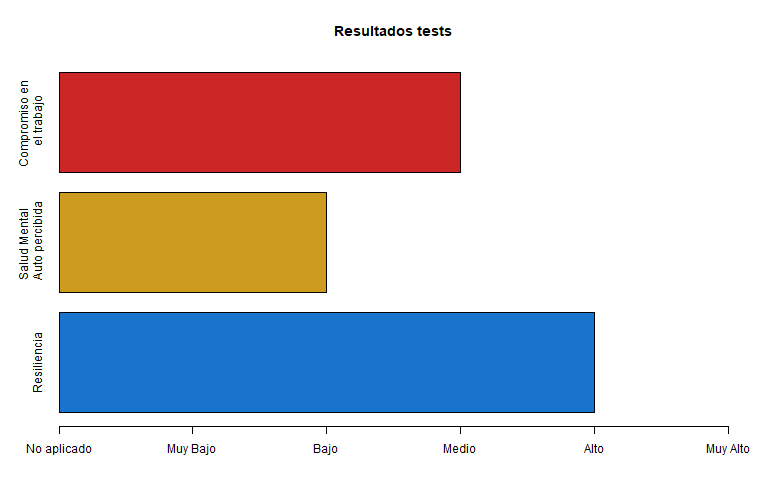 Resultados tests
Compromiso en
el trabajo
Salud Mental
Auto percibida
Resiliencia
No aplicado
Muy Bajo
Bajo
Medio
Alto
Muy Alto